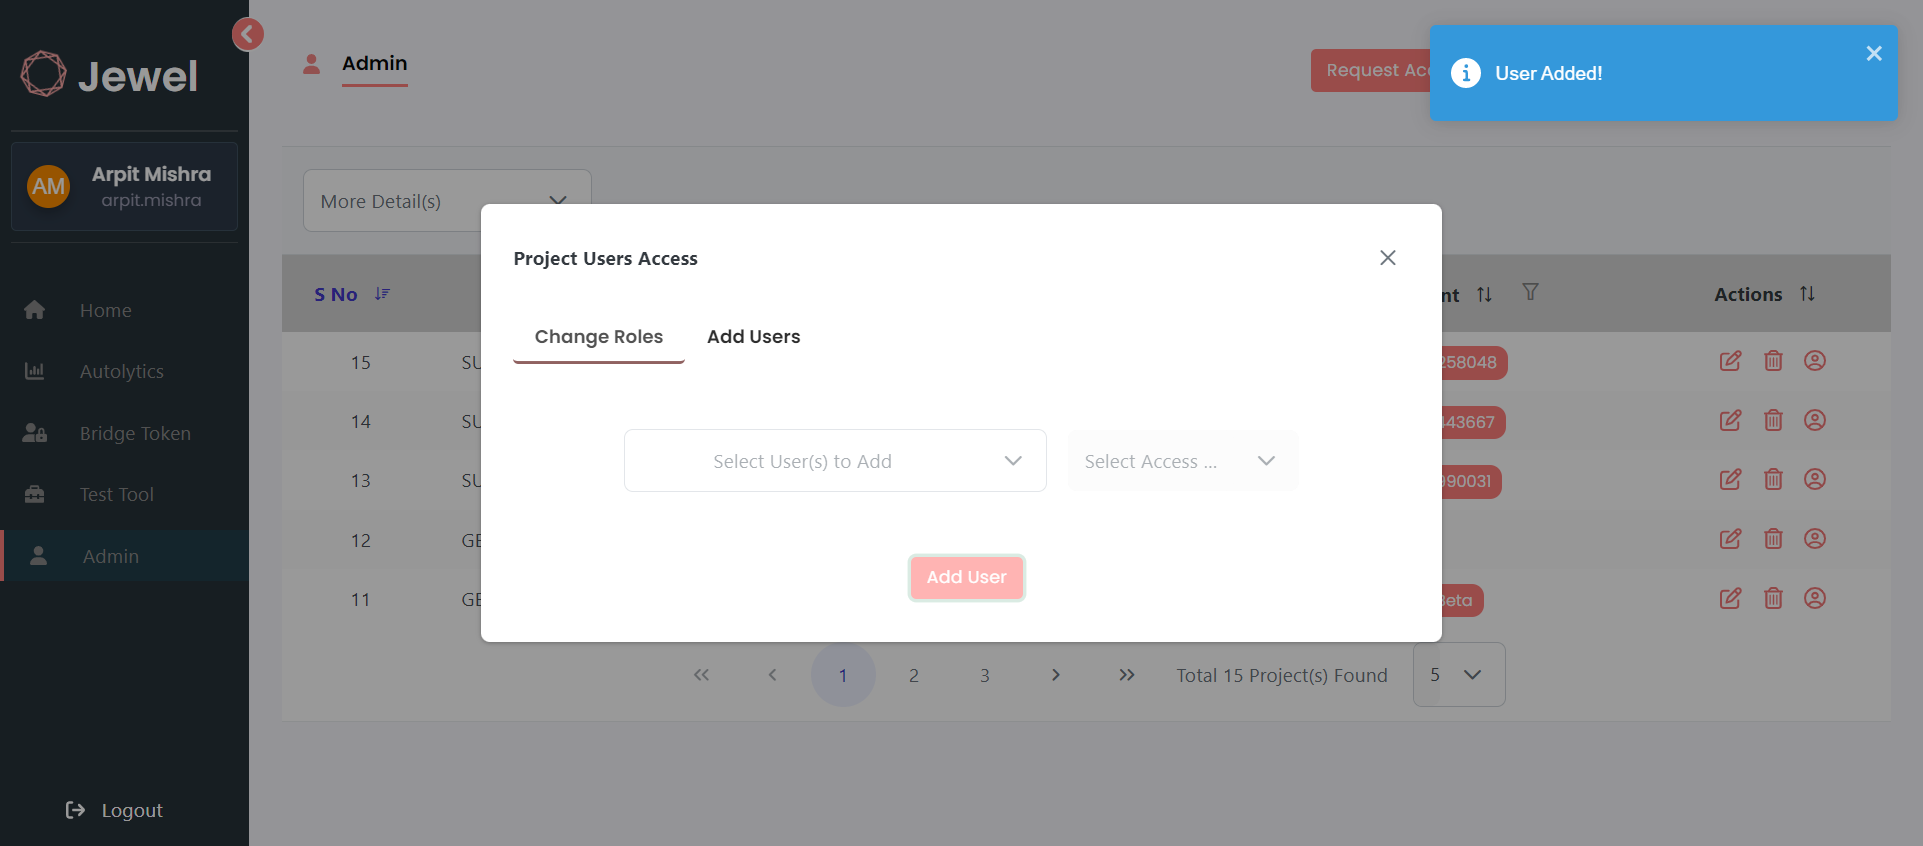 Jewel
AM
Arpit Mishra
arpit.mishra
Home
Autolytics
Bridge Token
Test Tool
Admin
Logout
Admin
Request Acc
User Added!
More Detail(s)
S No
nt
Actions
15 SU 258048
14 SU 443667
13 SU 990031
12 GE
11 GE Beta
Project Users Access
Change Roles
Add Users
Select User(s) to Add
Select Access ...
Add User
1
2
3
Total 15 Project(s) Found
5